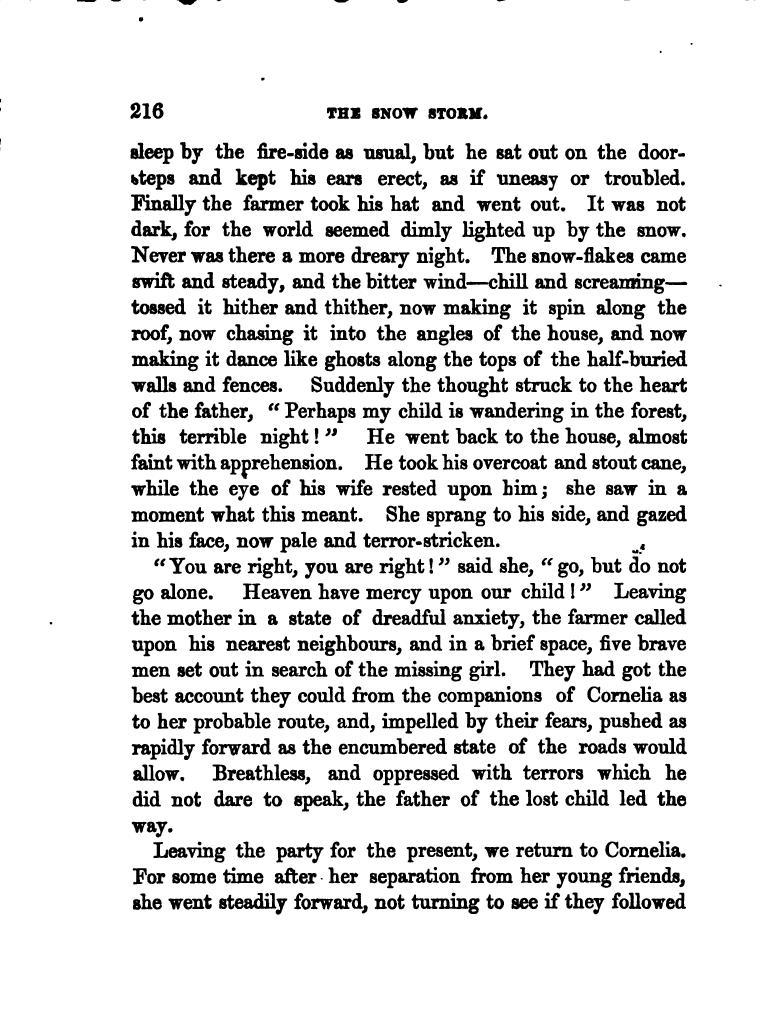 216 THE SNOW STORM.
sleep by the fire-side as usual, but he sat out on the door-
steps and kept his ears erect, as if uneasy or troubled.
Finally the farmer took his hat and went out. It was not
dark, for the world seemed dimly lighted up by the snow.
Never was there a more dreary night. The snow-flakes came
swift and steady, and the bitter wind—chill and screaming—
tossed it hither and thither, now making it spin along the
roof, now chasing it into the angles of the house, and now
making it dance like ghosts along the tops of the half-buried
walls and fences. Suddenly the thought struck to the heart
of the father, "Perhaps my child is wandering in the forest,
this terrible night!" He went back to the house, almost
faint with apprehension. He took his overcoat and stout cane,
while the eye of his wife rested upon him; she saw in a
moment what this meant. She sprang to his side, and gazed
in his face, now pale and terror-stricken.
"You are right, you are right!" said she, "go, but do not
go alone. Heaven have mercy upon our child!" Leaving
the mother in a state of dreadful anxiety, the farmer called
upon his nearest neighbours, and in a brief space, five brave
men set out in search of the missing girl. They had got the
best account they could from the companions of Cornelia as
to her probable route, and, impelled by their fears, pushed as
rapidly forward as the encumbered state of the roads would
allow. Breathless, and oppressed with terrors which he
did not dare to speak, the father of the lost child led the
way.
Leaving the party for the present, we return to Cornelia.
For some time after her separation from her young friends,
she went steadily forward, not turning to see if they followed